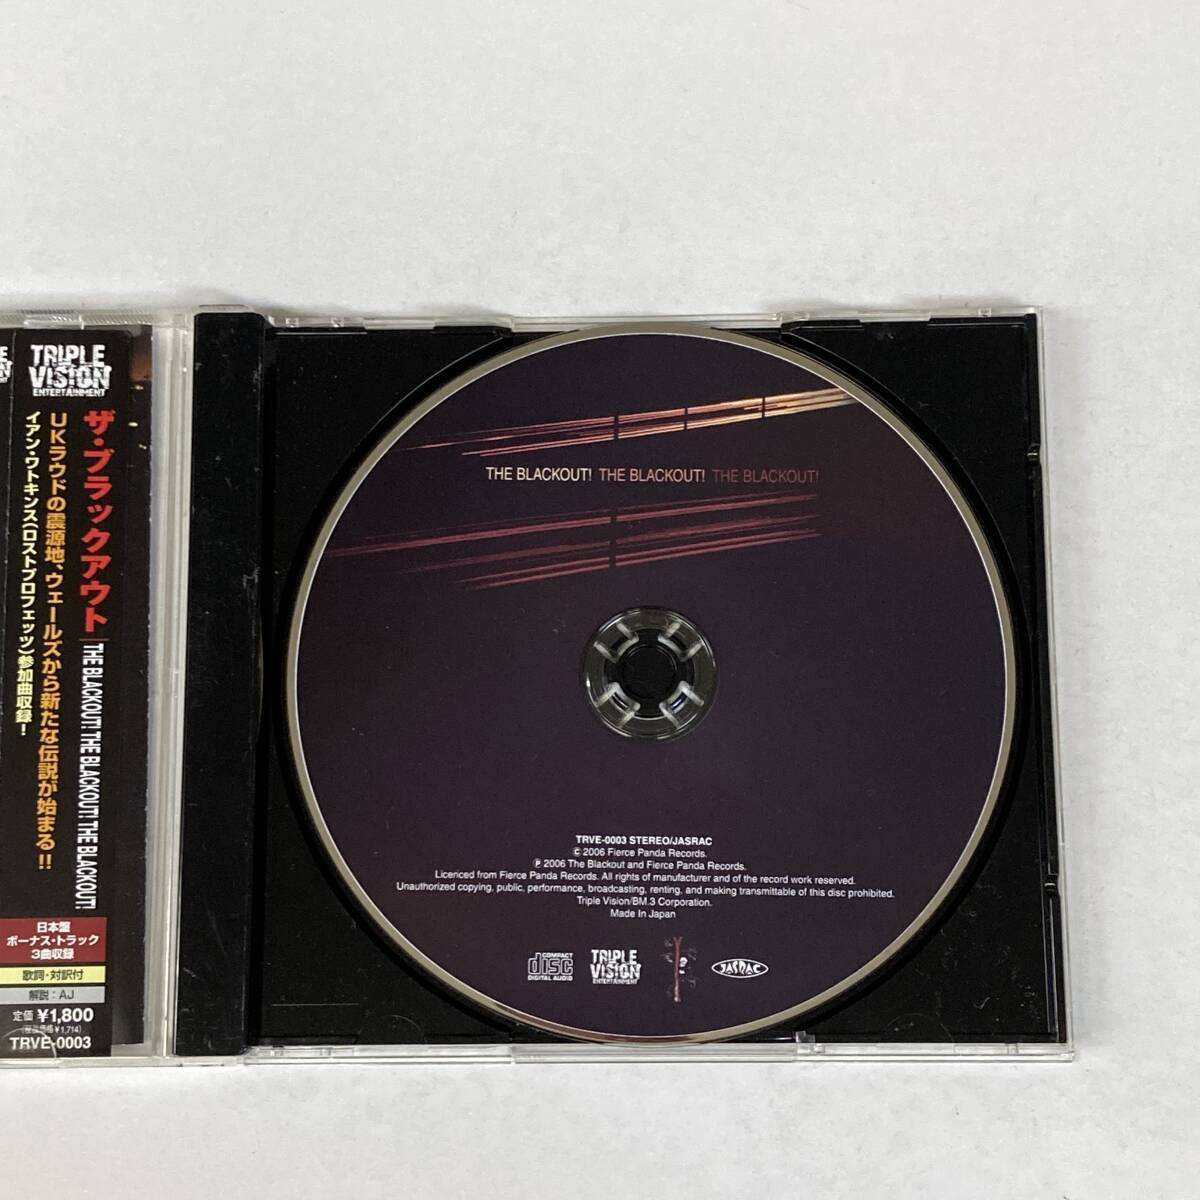 TRIPLE
VISION
ENTERTAINMENT
ザ・ブラックアウト
THE BLACKOUT! THE BLACKOUT! THE BLACKOUT!
UKラウドの震源地、ウェールズから新たな伝説が始まる!!
イアン・ワトキンス(ロストプロフェッツ)参加曲収録!
日本盤
ボーナス・トラック
3曲収録
歌詞・対訳付
解説:AJ
定価 ¥1,800
(税抜価格¥1,714)
TRVE-0003
THE BLACKOUT! THE BLACKOUT! THE BLACKOUT!
TRVE-0003 STEREO/JASRAC
© 2006 Fierce Panda Records.
℗ 2006 The Blackout and Fierce Panda Records.
Licenced from Fierce Panda Records. All rights of manufacturer and of the record work reserved.
Unauthorized copying, public, performance, broadcasting, renting, and making transmittable of this disc prohibited.
Triple Vision/BM.3 Corporation.
Made In Japan
COMPACT
disc
DIGITAL AUDIO
TRIPLE
VISION
ENTERTAINMENT
JASRAC